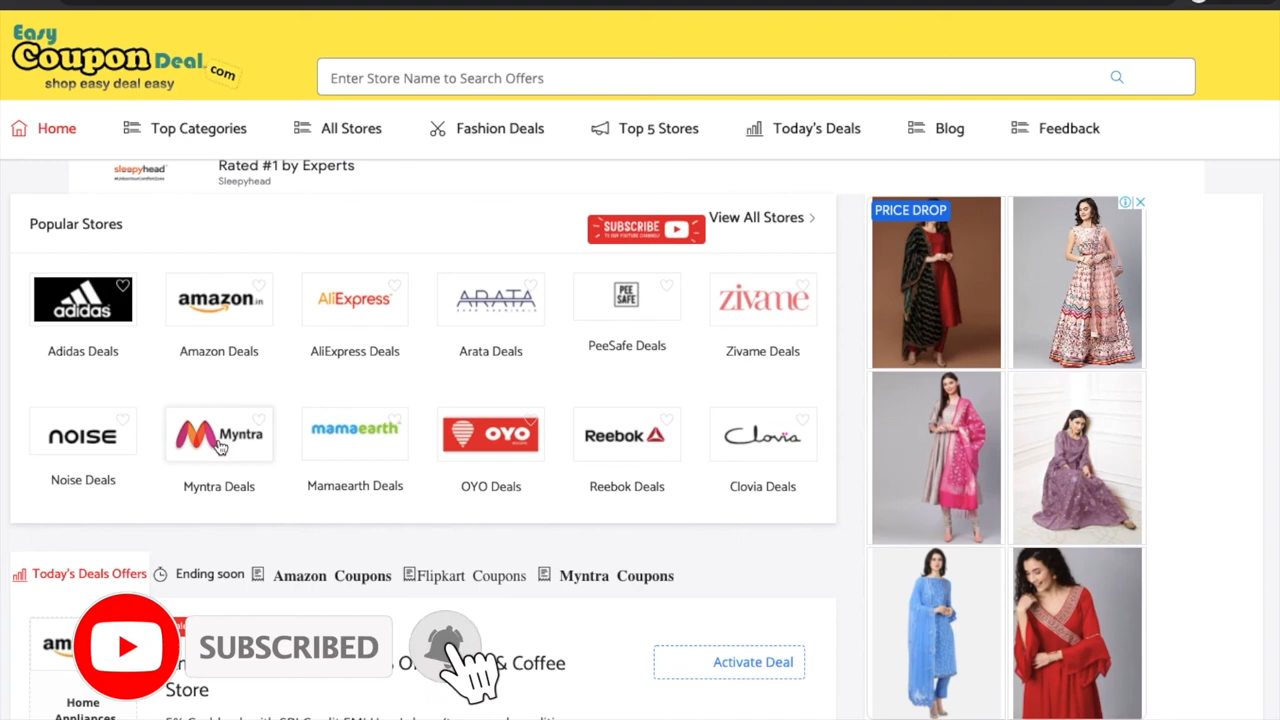 Easy
Coupon Deal.com
shop easy deal easy
Enter Store Name to Search Offers
Home Top Categories All Stores Fashion Deals Top 5 Stores Today's Deals Blog Feedback
sleepyhead
Rated #1 by Experts
Sleepyhead
Popular Stores
SUBSCRIBE
View All Stores
PRICE DROP
adidas amazon.in AliExpress ARATA PEE SAFE zivame
Adidas Deals Amazon Deals AliExpress Deals Arata Deals PeeSafe Deals Zivame Deals
noise Myntra mamaearth OYO Reebok Clovia
Noise Deals Myntra Deals Mamaearth Deals OYO Deals Reebok Deals Clovia Deals
Today's Deals Offers Ending soon Amazon Coupons Flipkart Coupons Myntra Coupons
am
SUBSCRIBED
& Coffee
Store
Activate Deal
Home
Appliances